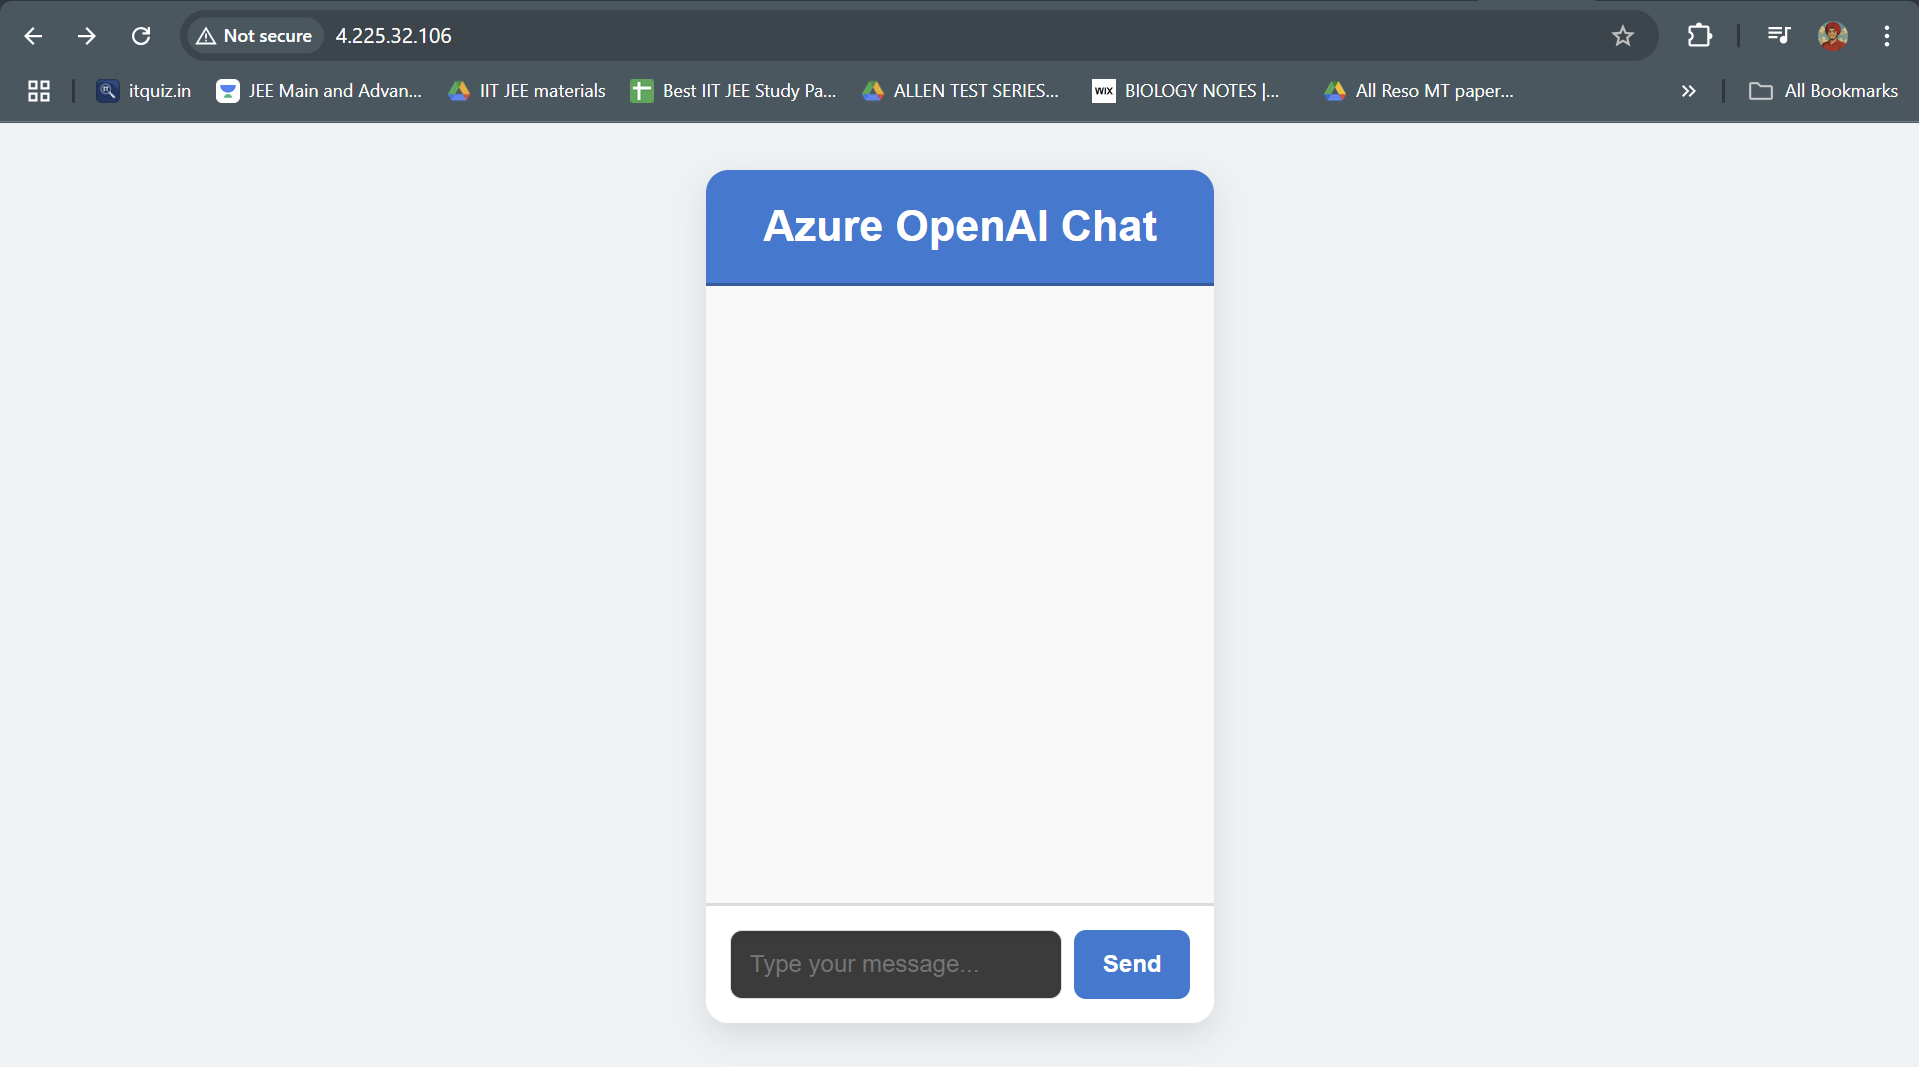 Not secure 4.225.32.106
itquiz.in JEE Main and Advan... IIT JEE materials Best IIT JEE Study Pa... ALLEN TEST SERIES... WIX BIOLOGY NOTES |... All Reso MT paper... All Bookmarks
Azure OpenAI Chat
Type your message...
Send